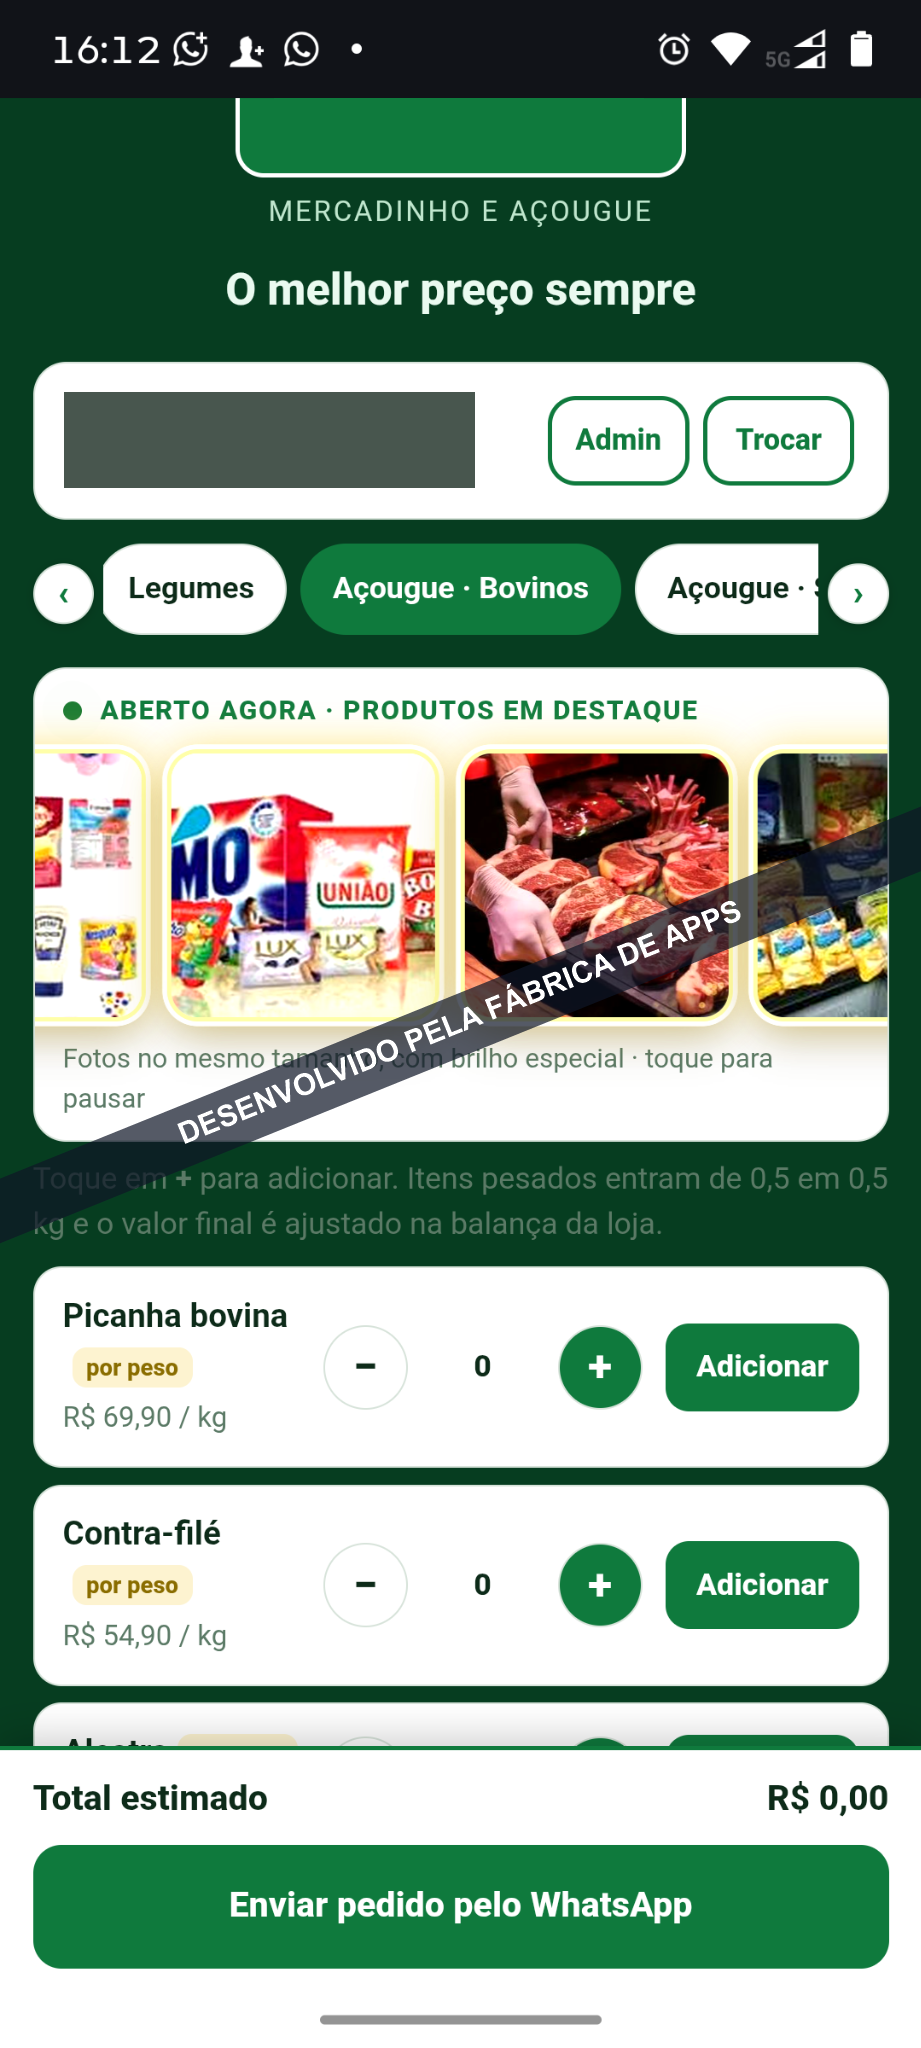 16:12
5G
MERCADINHO E AÇOUGUE
O melhor preço sempre
Admin
Trocar
‹
Legumes
Açougue · Bovinos
Açougue ·
›
ABERTO AGORA · PRODUTOS EM DESTAQUE
MO
UNIÃO
LUX
LUX
DESENVOLVIDO PELA FÁBRICA DE APPS
Fotos no mesmo tamanho, com brilho especial · toque para
pausar
Toque em + para adicionar. Itens pesados entram de 0,5 em 0,5
kg e o valor final é ajustado na balança da loja.
Picanha bovina
por peso
R$ 69,90 / kg
− 0 + Adicionar
Contra-filé
por peso
R$ 54,90 / kg
− 0 + Adicionar
Total estimado R$ 0,00
Enviar pedido pelo WhatsApp